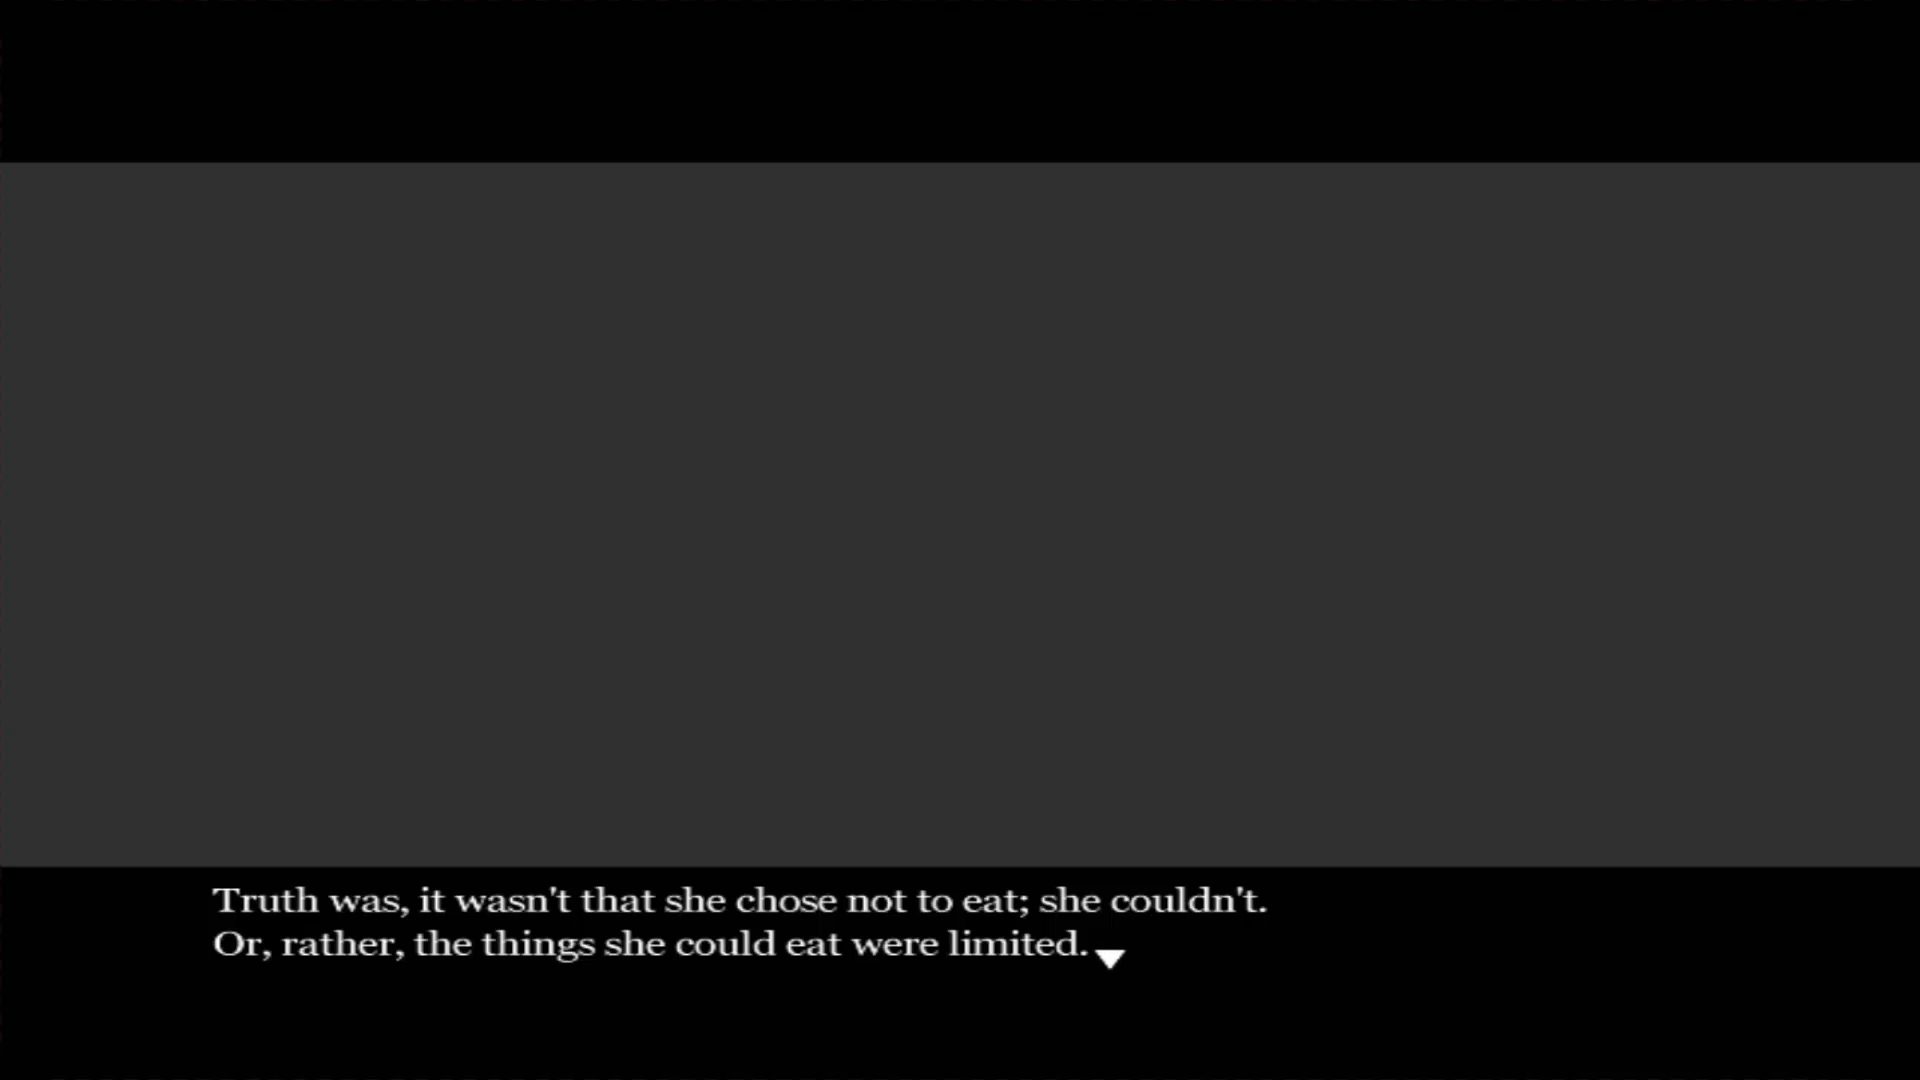 Truth was, it wasn't that she chose not to eat; she couldn't.
Or, rather, the things she could eat were limited.